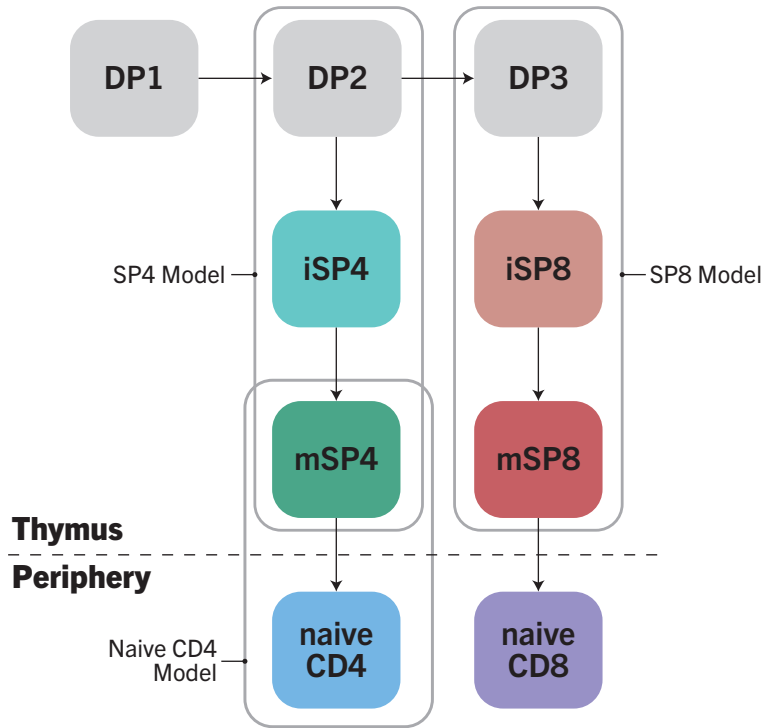 DP1
DP2
DP3
iSP4
iSP8
SP4 Model
SP8 Model
mSP4
mSP8
Thymus
Periphery
naive
CD4
naive
CD8
Naive CD4
Model